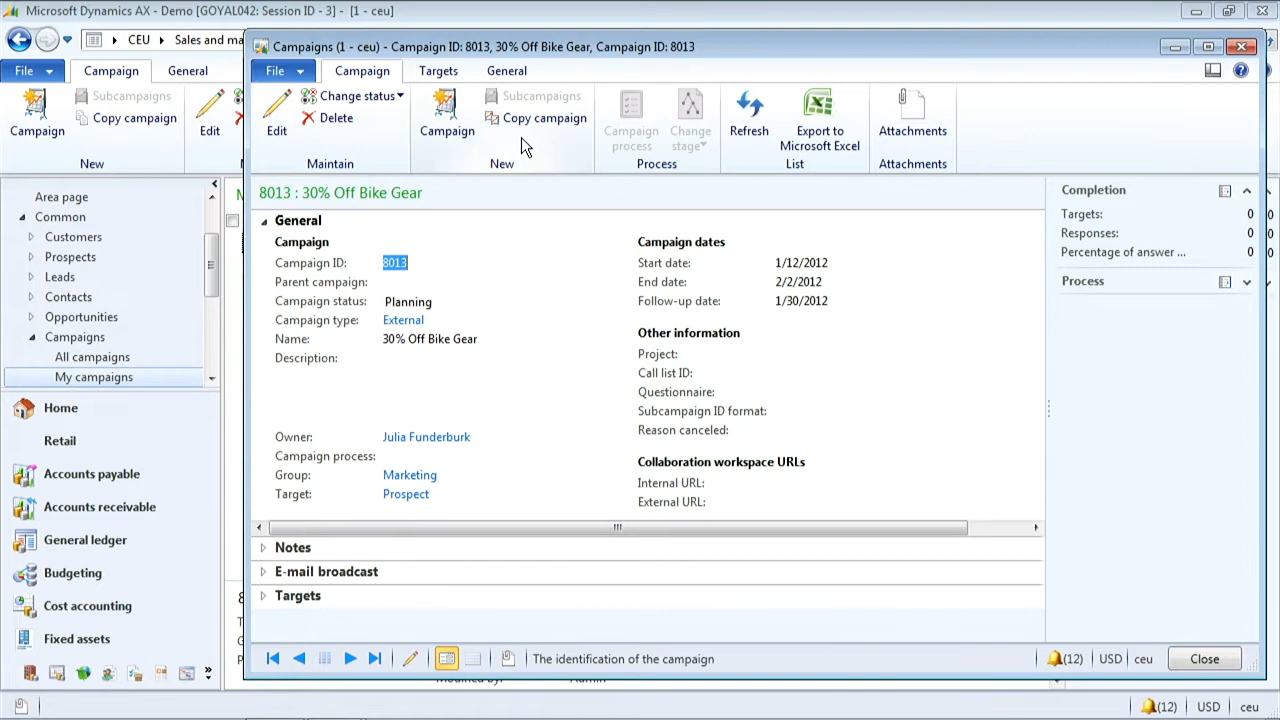 Microsoft Dynamics AX - Demo [GOYAL042: Session ID - 3] - [1 - ceu]
CEU
Sales and ma
Campaigns (1 - ceu) - Campaign ID: 8013, 30% Off Bike Gear, Campaign ID: 8013
File
Campaign
General
File
Campaign
Targets
General
Campaign
Subcampaigns
Copy campaign
New
Edit
Edit
Change status
Delete
Maintain
Campaign
Subcampaigns
Copy campaign
New
Campaign process
Change stage
Process
Refresh
Export to Microsoft Excel
List
Attachments
Attachments
Area page
Common
Customers
Prospects
Leads
Contacts
Opportunities
Campaigns
All campaigns
My campaigns
Home
Retail
Accounts payable
Accounts receivable
General ledger
Budgeting
Cost accounting
Fixed assets
8013 : 30% Off Bike Gear
General
Campaign
Campaign ID: 8013
Parent campaign:
Campaign status: Planning
Campaign type: External
Name: 30% Off Bike Gear
Description:
Owner: Julia Funderburk
Campaign process:
Group: Marketing
Target: Prospect
Campaign dates
Start date: 1/12/2012
End date: 2/2/2012
Follow-up date: 1/30/2012
Other information
Project:
Call list ID:
Questionnaire:
Subcampaign ID format:
Reason canceled:
Collaboration workspace URLs
Internal URL:
External URL:
Notes
E-mail broadcast
Targets
Completion
Targets: 0
Responses: 0
Percentage of answer ... 0
Process
The identification of the campaign
(12)
USD
ceu
Close
(12)
USD
ceu